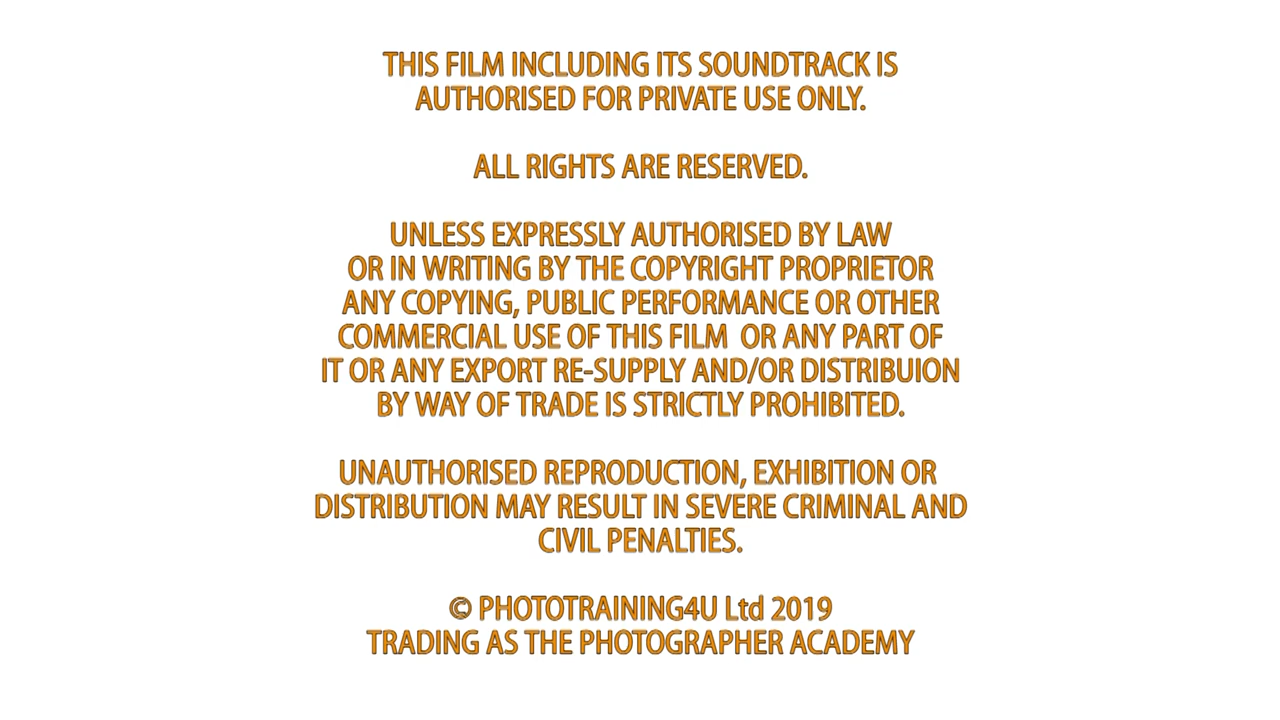 THIS FILM INCLUDING ITS SOUNDTRACK IS
AUTHORISED FOR PRIVATE USE ONLY.
ALL RIGHTS ARE RESERVED.
UNLESS EXPRESSLY AUTHORISED BY LAW
OR IN WRITING BY THE COPYRIGHT PROPRIETOR
ANY COPYING, PUBLIC PERFORMANCE OR OTHER
COMMERCIAL USE OF THIS FILM  OR ANY PART OF
IT OR ANY EXPORT RE-SUPPLY AND/OR DISTRIBUION
BY WAY OF TRADE IS STRICTLY PROHIBITED.
UNAUTHORISED REPRODUCTION, EXHIBITION OR
DISTRIBUTION MAY RESULT IN SEVERE CRIMINAL AND
CIVIL PENALTIES.
© PHOTOTRAINING4U Ltd 2019
TRADING AS THE PHOTOGRAPHER ACADEMY